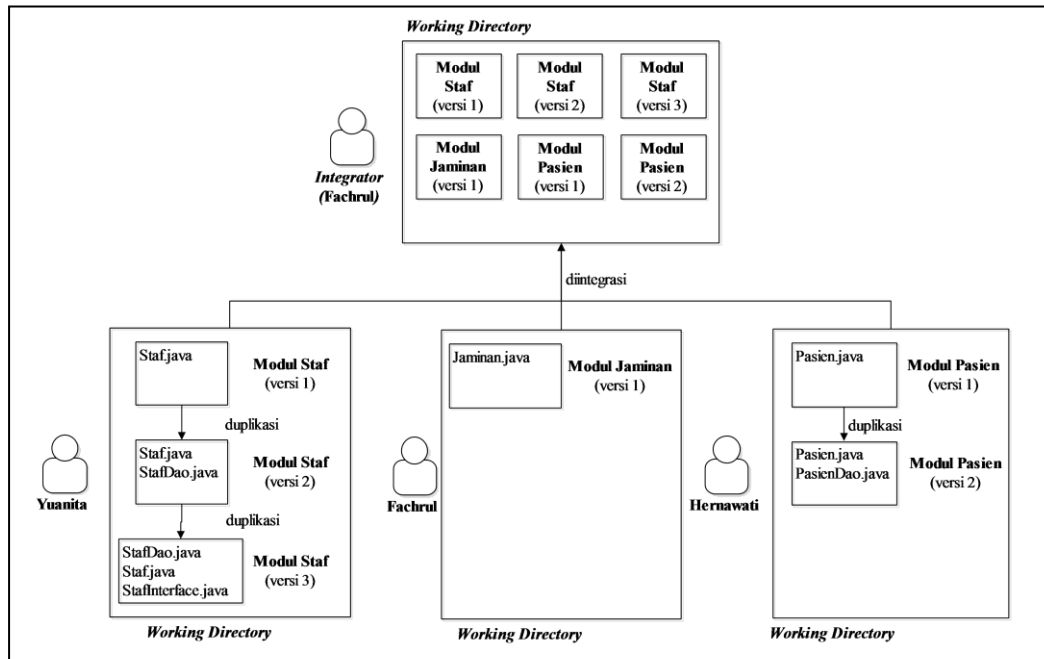 Working Directory
Modul
Staf
(versi 1)
Modul
Staf
(versi 2)
Modul
Staf
(versi 3)
Modul
Jaminan
(versi 1)
Modul
Pasien
(versi 1)
Modul
Pasien
(versi 2)
Integrator
(Fachrul)
diintegrasi
Staf.java
Modul Staf
(versi 1)
duplikasi
Staf.java
StafDao.java
Modul Staf
(versi 2)
duplikasi
StafDao.java
Staf.java
StafInterface.java
Modul Staf
(versi 3)
Yuanita
Working Directory
Jaminan.java
Modul Jaminan
(versi 1)
Fachrul
Working Directory
Pasien.java
Modul Pasien
(versi 1)
duplikasi
Pasien.java
PasienDao.java
Modul Pasien
(versi 2)
Hernawati
Working Directory